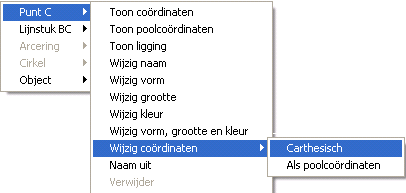 Punt C
Lijnstuk BC
Arcering
Cirkel
Object
Toon coördinaten
Toon poolcoördinaten
Toon ligging
Wijzig naam
Wijzig vorm
Wijzig grootte
Wijzig kleur
Wijzig vorm, grootte en kleur
Wijzig coördinaten
Naam uit
Verwijder
Carthesisch
Als poolcoördinaten